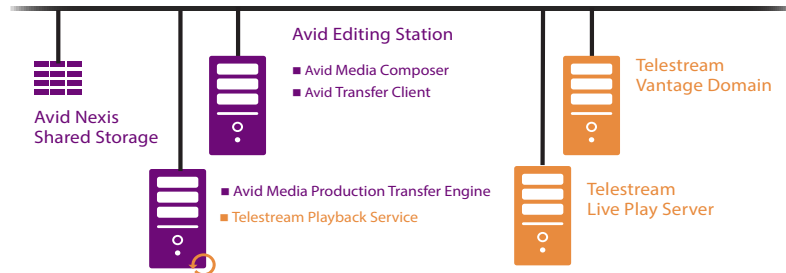 Avid Editing Station
■ Avid Media Composer
■ Avid Transfer Client
Avid Nexis
Shared Storage
Telestream
Vantage Domain
■ Avid Media Production Transfer Engine
■ Telestream Playback Service
Telestream
Live Play Server